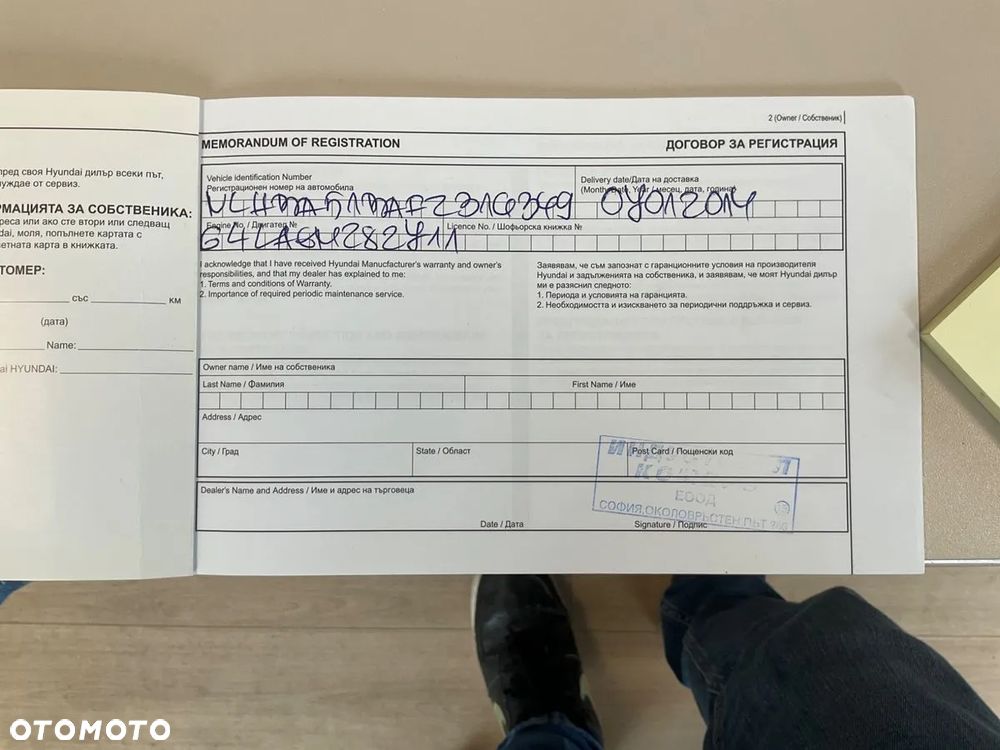 пред своя Hyundai дилър всеки път,
нуждае от сервиз.
РМАЦИЯТА ЗА СОБСТВЕНИКА:
реса или ако сте втори или следващ
dai, моля, попълнете картата с
ветната карта в книжката.
ТОМЕР:
със км
(дата)
Name:
ai HYUNDAI:
2 (Owner / Собственик)
MEMORANDUM OF REGISTRATION ДОГОВОР ЗА РЕГИСТРАЦИЯ
Vehicle identification Number
Регистрационен номер на автомобила
Delivery date/Дата на доставка
(Month, Date, Year / месец, дата, година)
Engine No. / Двигател № Licence No. / Шофьорска книжка №
I acknowledge that I have received Hyundai Manucfacturer's warranty and owner's
responsibilities, and that my dealer has explained to me:
1. Terms and conditions of Warranty.
2. Importance of required periodic maintenance service.
Заявявам, че съм запознат с гаранционните условия на производителя
Hyundai и задълженията на собственика, и заявявам, че моят Hyundai дилър
ми е разяснил следното:
1. Периода и условията на гаранцията.
2. Необходимостта и изискването за периодични поддръжка и сервиз.
Owner name / Име на собственика
Last Name / Фамилия First Name / Име
Address / Адрес
City / Град State / Област Post Card / Пощенски код
ЕООД
СОФИЯ, ОКОЛОВРЪСТЕН ПЪТ
Dealer's Name and Address / Име и адрес на търговеца
Date / Дата Signature / Подпис
OTOMOTO